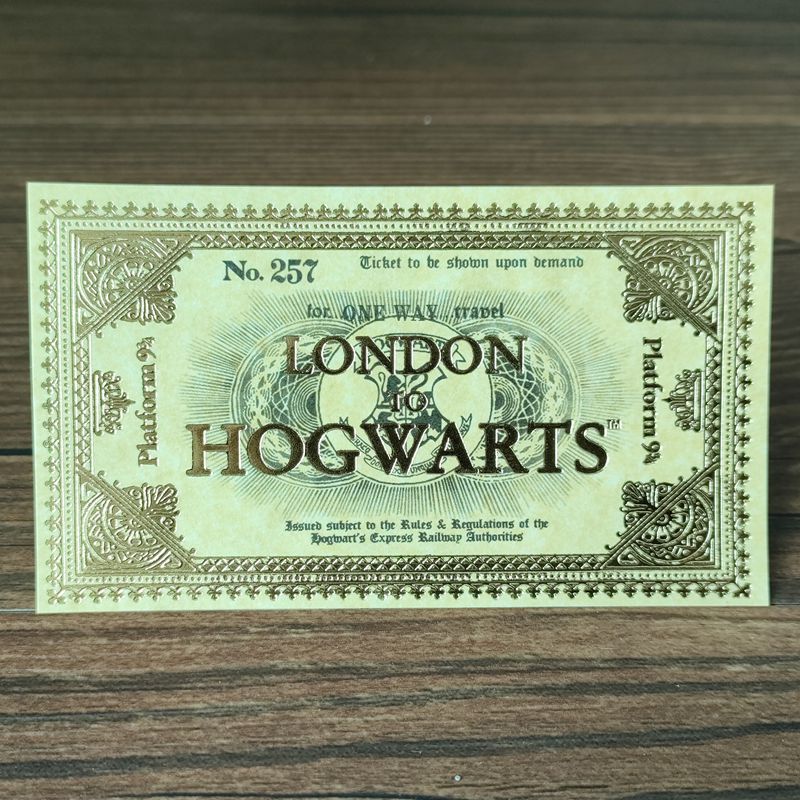 No. 257
Ticket to be shown upon demand
for ONE WAY travel
LONDON
TO
HOGWARTS™
Platform 9¾
Platform 9¾
Issued subject to the Rules & Regulations of the
Hogwart's Express Railway Authorities